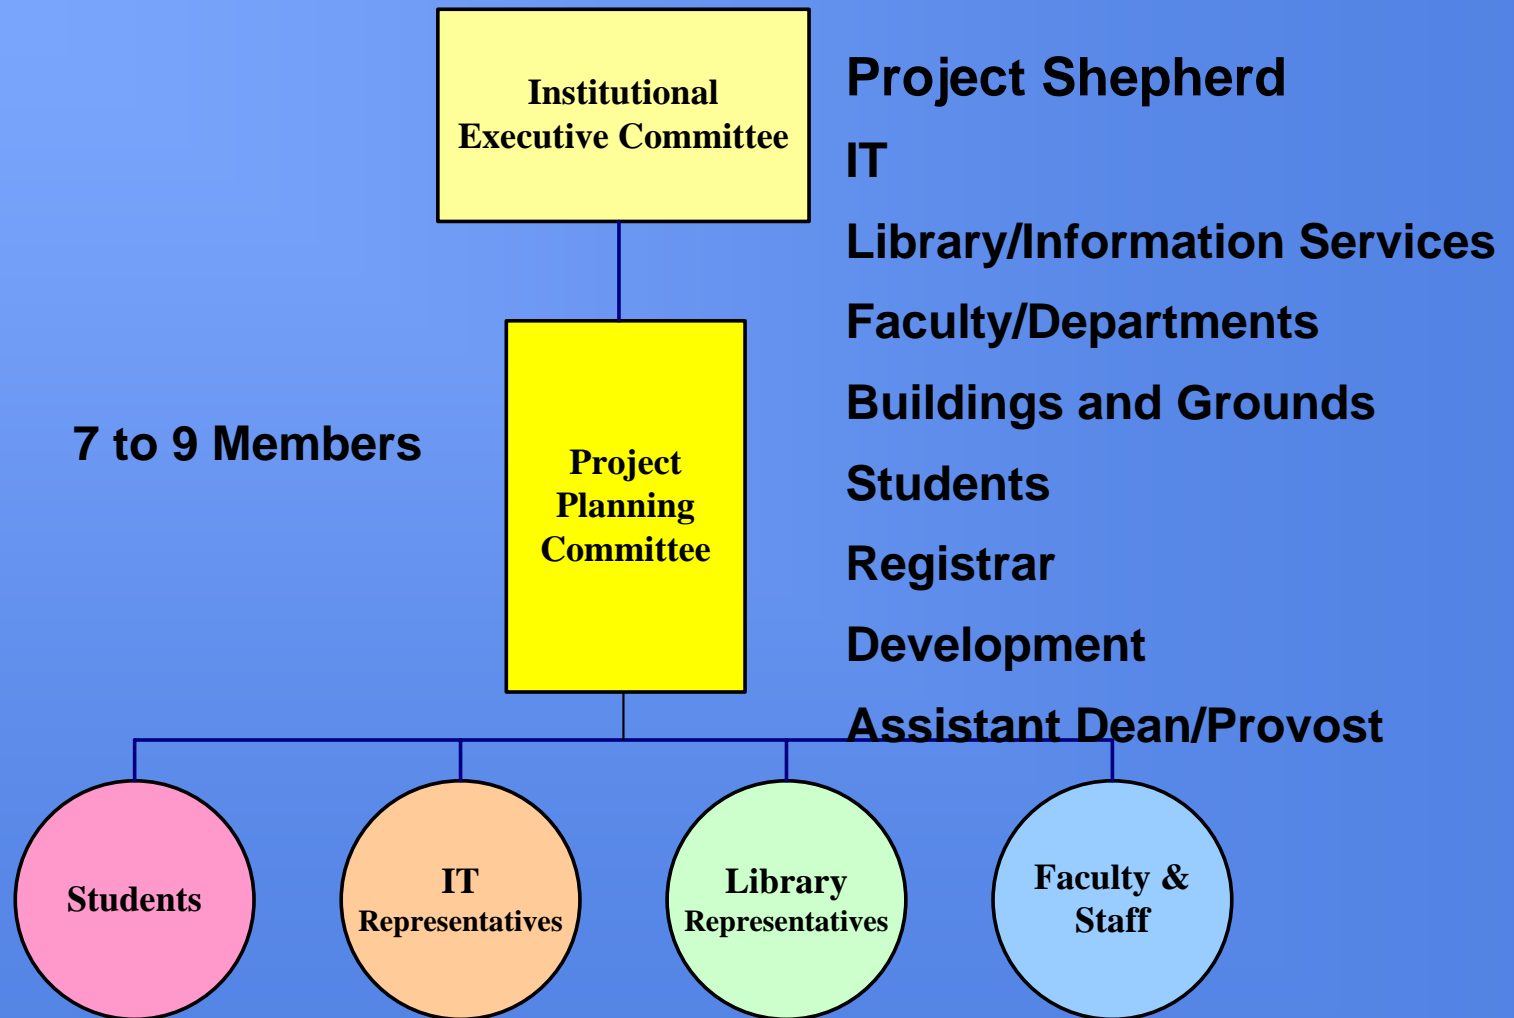 Institutional
Executive Committee
Project Shepherd
IT
Library/Information Services
Faculty/Departments
Buildings and Grounds
Students
Registrar
Development
Assistant Dean/Provost
7 to 9 Members
Project
Planning
Committee
Students
IT
Representatives
Library
Representatives
Faculty &
Staff